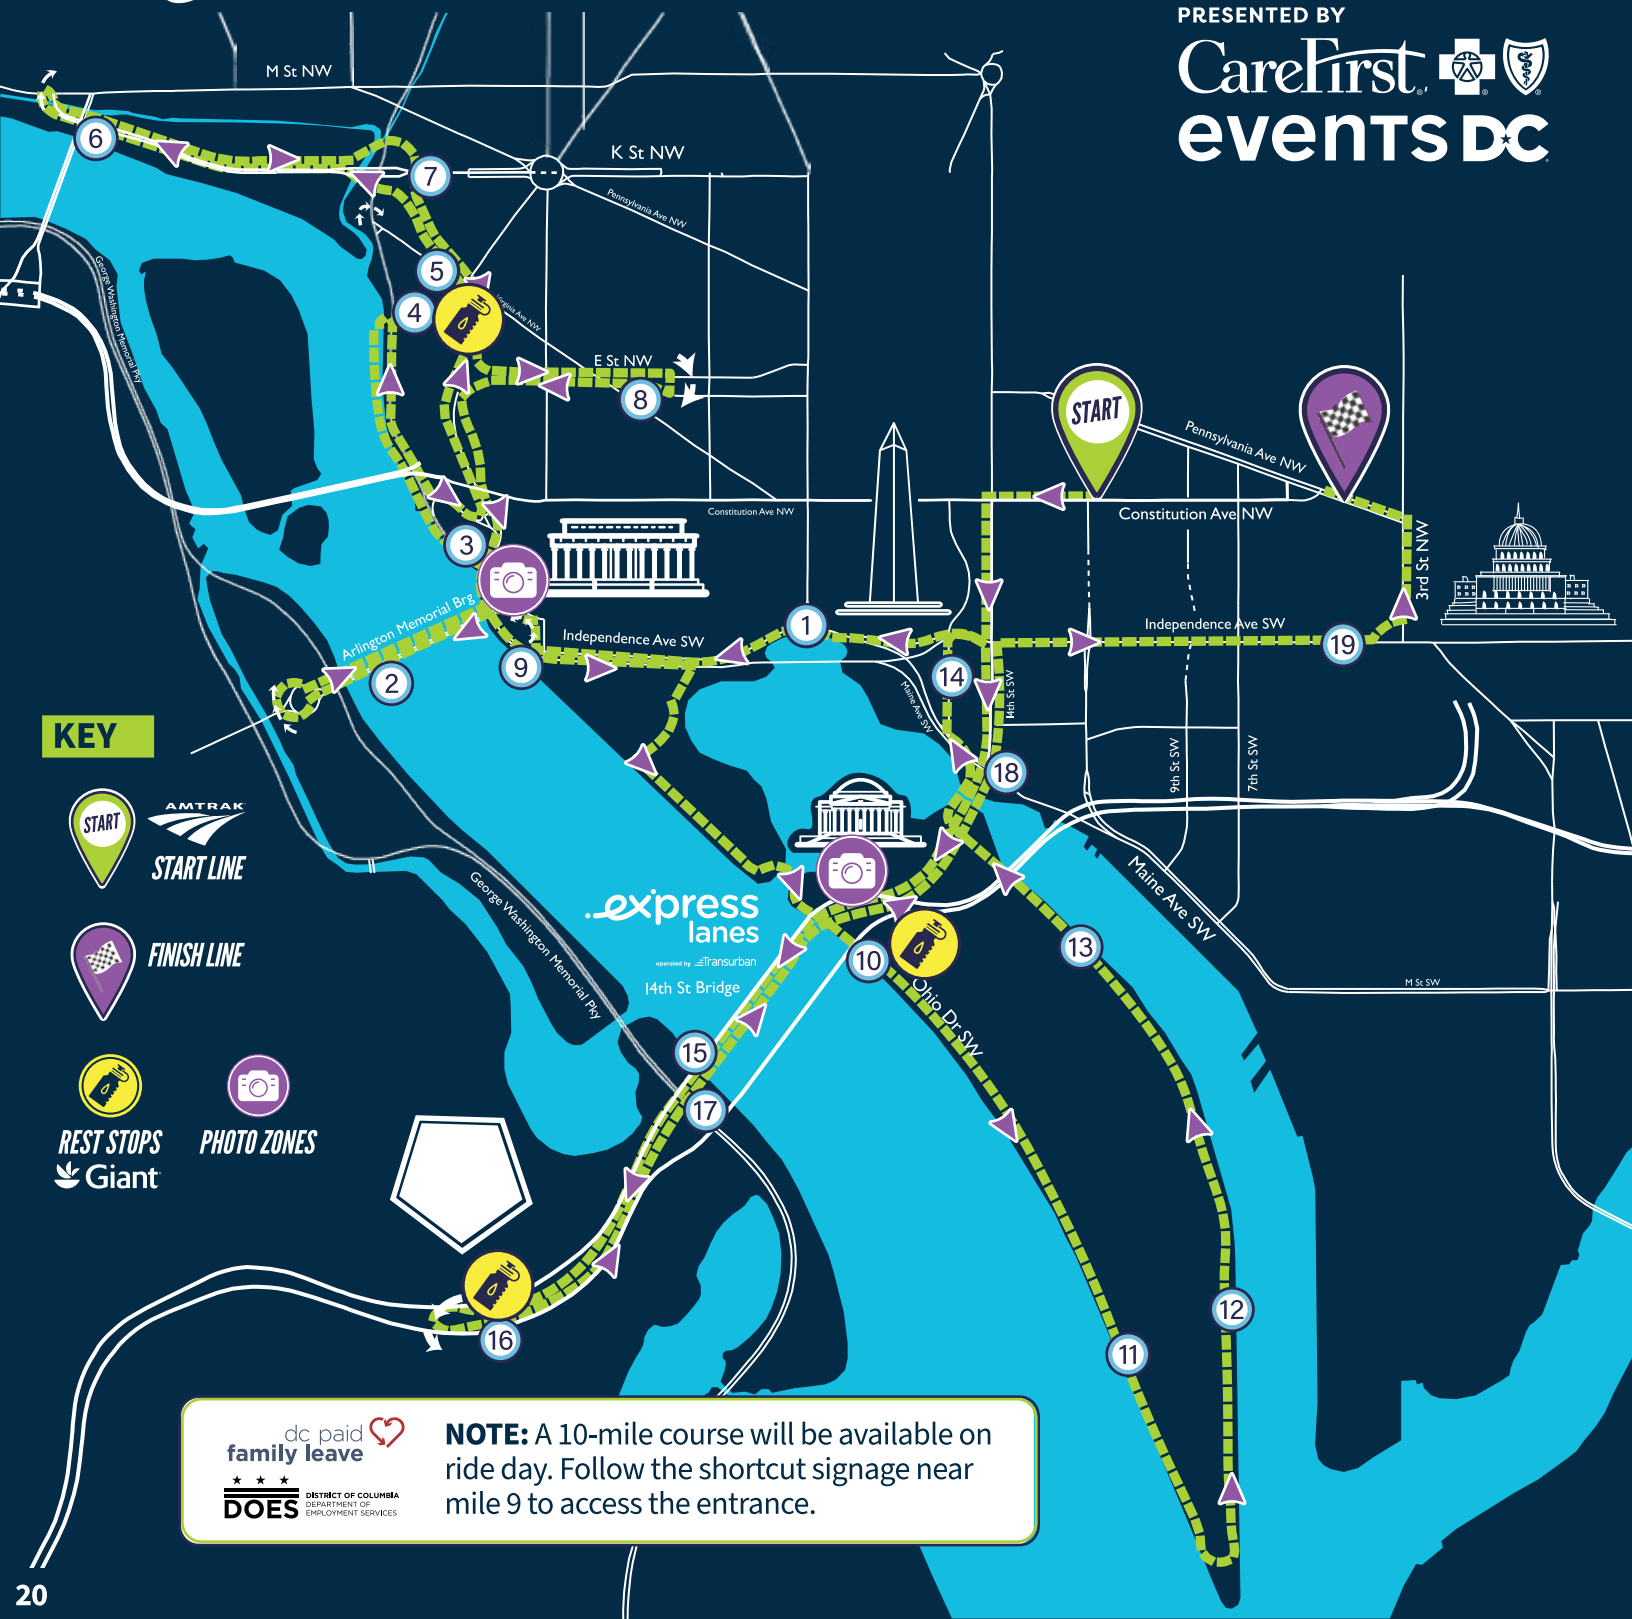 PRESENTED BY
CareFirst
events DC
M St NW
K St NW
Pennsylvania Ave NW
George Washington Memorial Pky
Virginia Ave NW
E St NW
6
7
5
4
8
START
Pennsylvania Ave NW
Constitution Ave NW
Constitution Ave NW
3rd St NW
3
Arlington Memorial Brg
Independence Ave SW
1
Independence Ave SW
19
9
2
14
14th St SW
Maine Ave SW
18
9th St SW
7th St SW
KEY
START
AMTRAK
START LINE
FINISH LINE
REST STOPS
Giant
PHOTO ZONES
George Washington Memorial Pky
express
lanes
operated by Transurban
14th St Bridge
Maine Ave SW
M St SW
10
13
Ohio Dr SW
15
17
16
12
11
dc paid
family leave
DOES
DISTRICT OF COLUMBIA
DEPARTMENT OF
EMPLOYMENT SERVICES
NOTE: A 10-mile course will be available on
ride day. Follow the shortcut signage near
mile 9 to access the entrance.
20